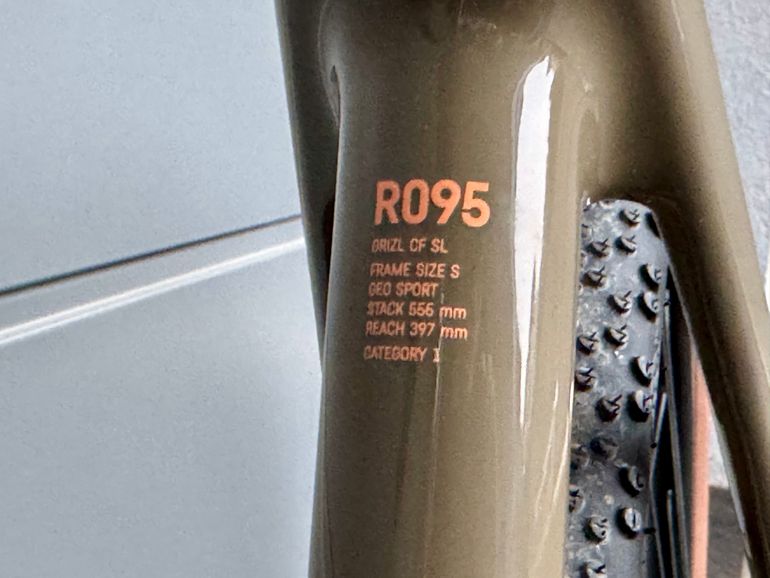 R095
GRIZL CF SL
FRAME SIZE S
GEO SPORT
STACK 556 mm
REACH 397 mm
CATEGORY